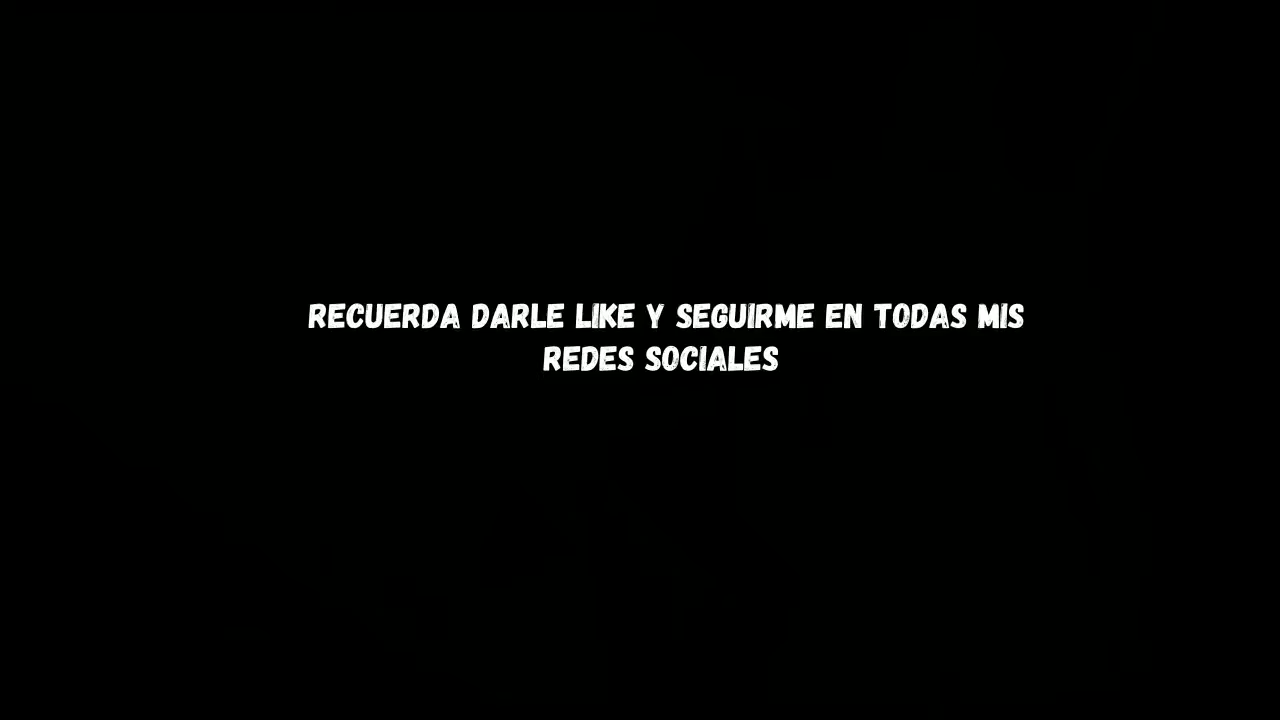 RECUERDA DARLE LIKE Y SEGUIRME EN TODAS MIS
REDES SOCIALES